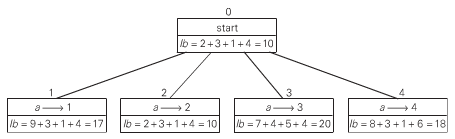 0
start
lb = 2 + 3 + 1 + 4 = 10
1
2
3
4
a ⟶ 1
a ⟶ 2
a ⟶ 3
a ⟶ 4
lb = 9 + 3 + 1 + 4 = 17
lb = 2 + 3 + 1 + 4 = 10
lb = 7 + 4 + 5 + 4 = 20
lb = 8 + 3 + 1 + 6 = 18